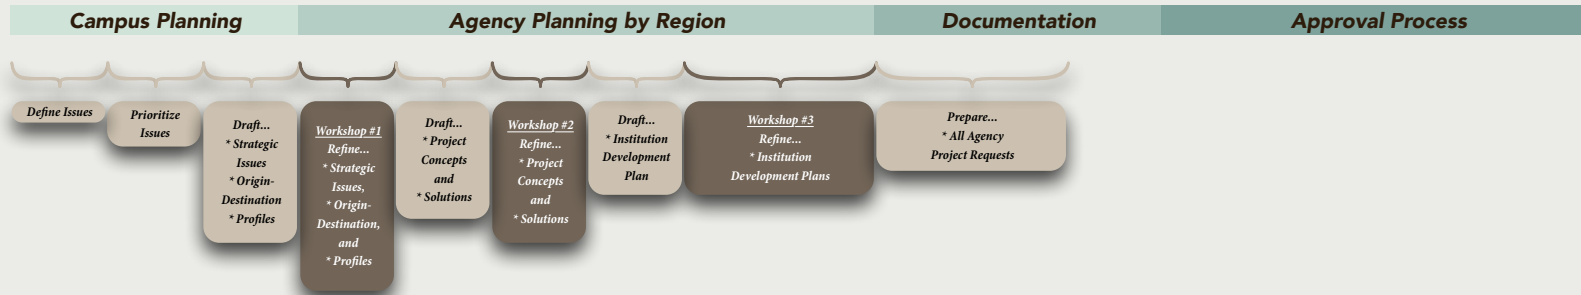 Campus Planning
Agency Planning by Region
Documentation
Approval Process
Define Issues
Prioritize
Issues
Draft...
* Strategic
Issues
* Origin-
Destination
* Profiles
Workshop #1
Refine...
* Strategic
Issues,
* Origin-
Destination,
and
* Profiles
Draft...
* Project
Concepts
and
* Solutions
Workshop #2
Refine...
* Project
Concepts
and
* Solutions
Draft...
* Institution
Development
Plan
Workshop #3
Refine...
* Institution
Development Plans
Prepare...
* All Agency
Project Requests